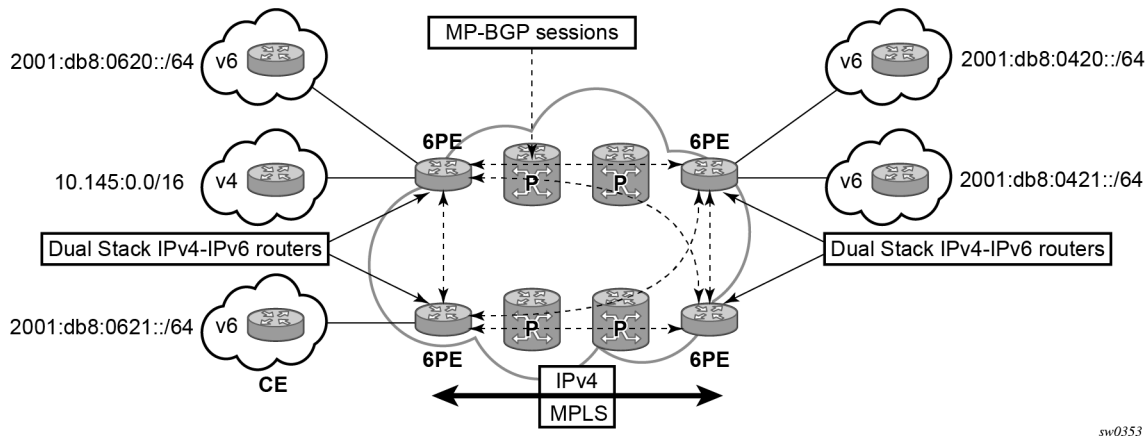 MP-BGP sessions
2001:db8:0620::/64
v6
v6
2001:db8:0420::/64
6PE
6PE
10.145:0.0/16
v4
P
P
v6
2001:db8:0421::/64
Dual Stack IPv4-IPv6 routers
Dual Stack IPv4-IPv6 routers
2001:db8:0621::/64
v6
P
P
6PE
6PE
CE
IPv4
MPLS
sw0353